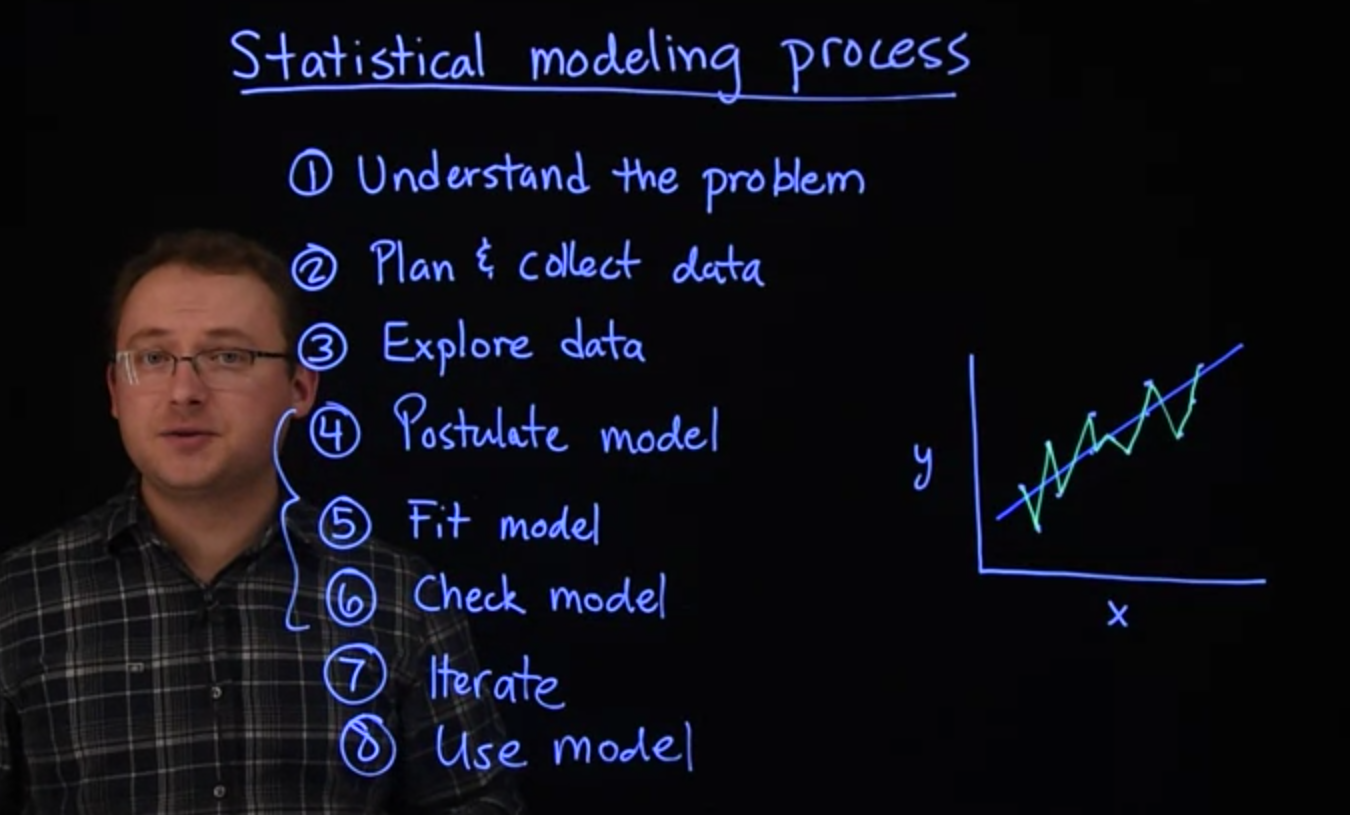 Statistical modeling process
① Understand the problem
② Plan & collect data
③ Explore data
④ Postulate model
⑤ Fit model
⑥ Check model
⑦ Iterate
⑧ Use model
y
x